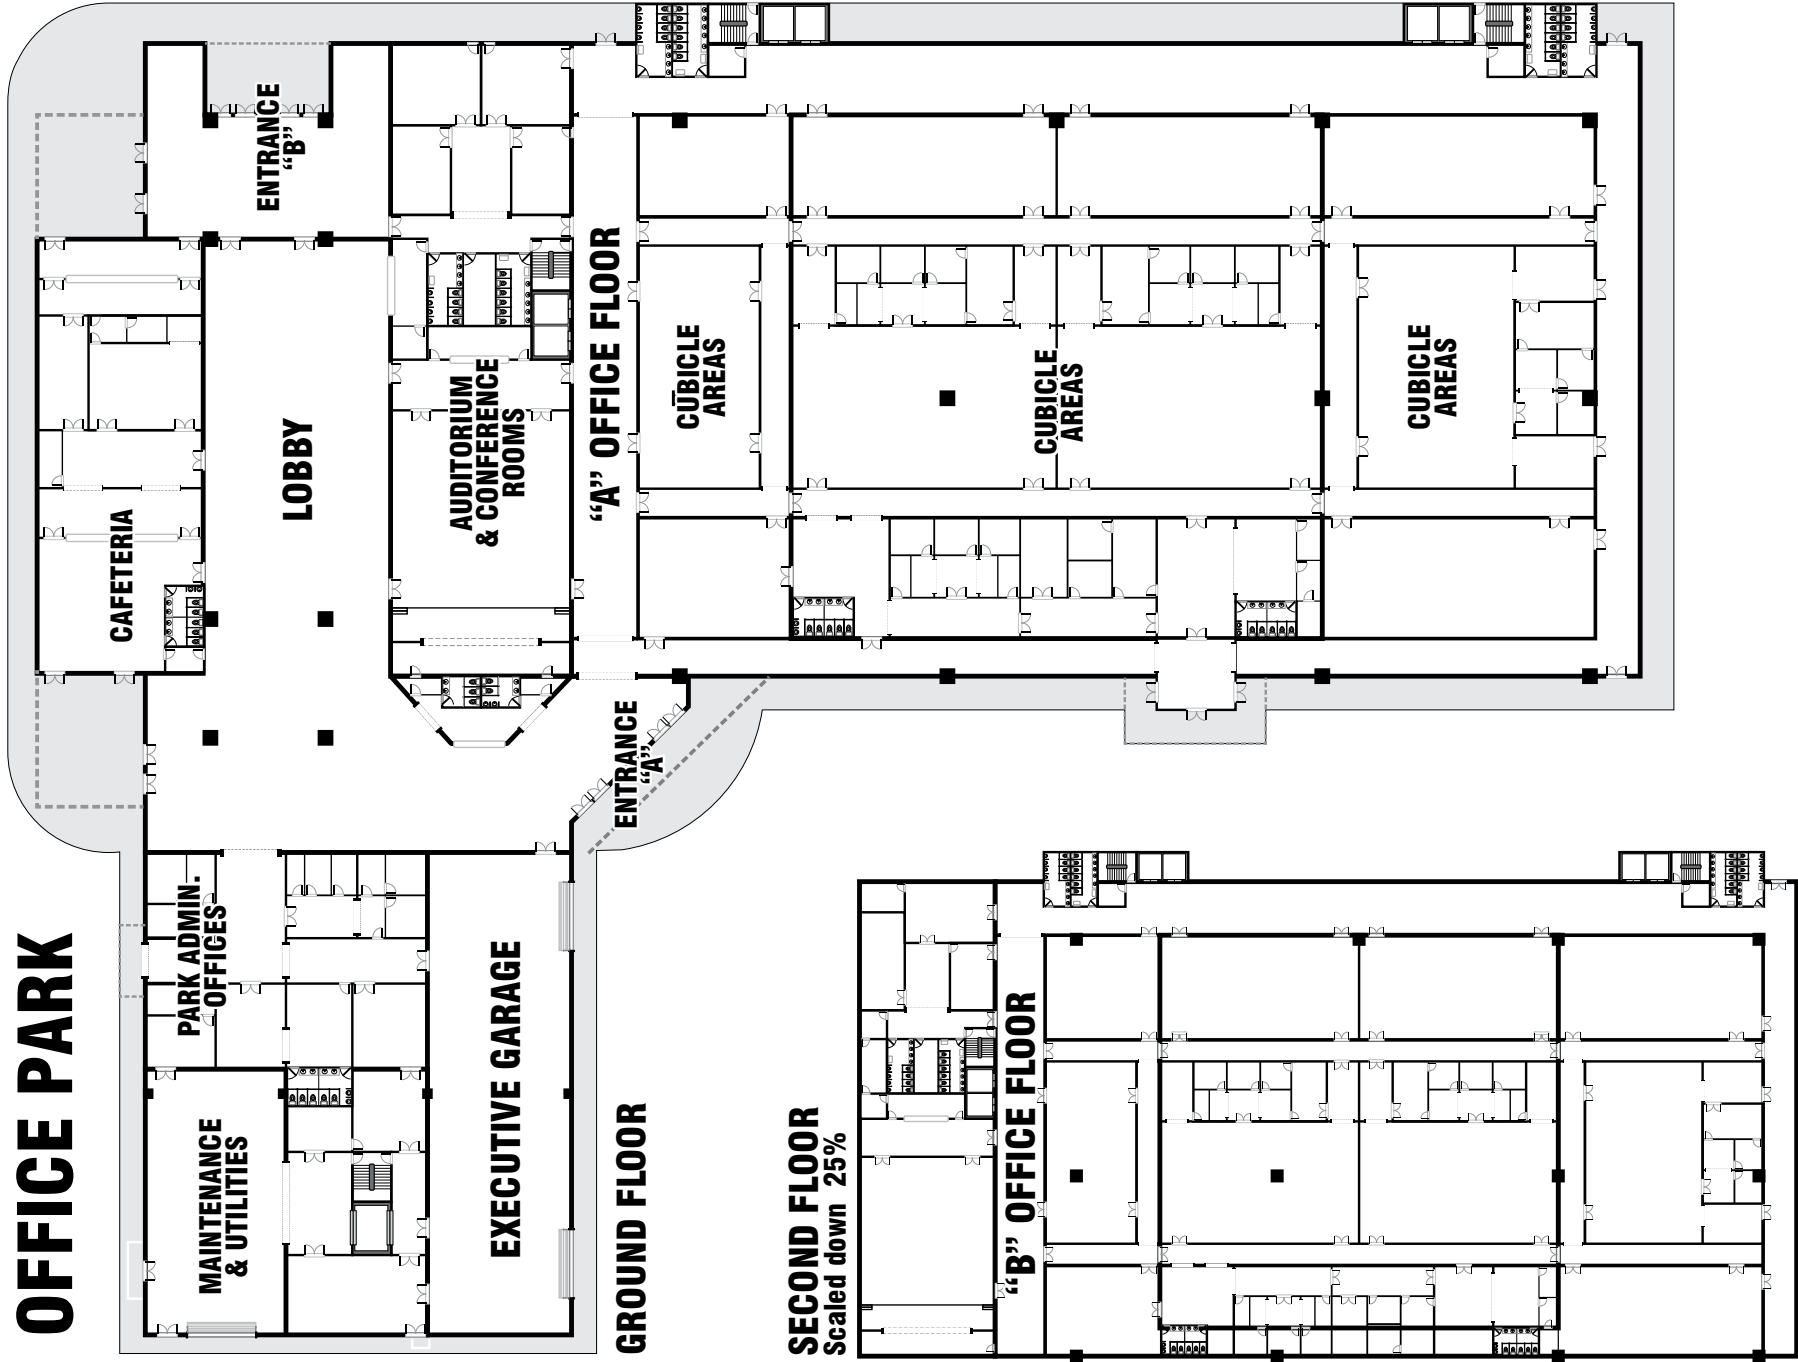 OFFICE PARK
ENTRANCE
“B”
LOBBY
CAFETERIA
AUDITORIUM
& CONFERENCE
ROOMS
“A” OFFICE FLOOR
CUBICLE
AREAS
CUBICLE
AREAS
CUBICLE
AREAS
ENTRANCE
“A”
PARK ADMIN.
OFFICES
MAINTENANCE
& UTILITIES
EXECUTIVE GARAGE
GROUND FLOOR
SECOND FLOOR
Scaled down 25%
“B” OFFICE FLOOR